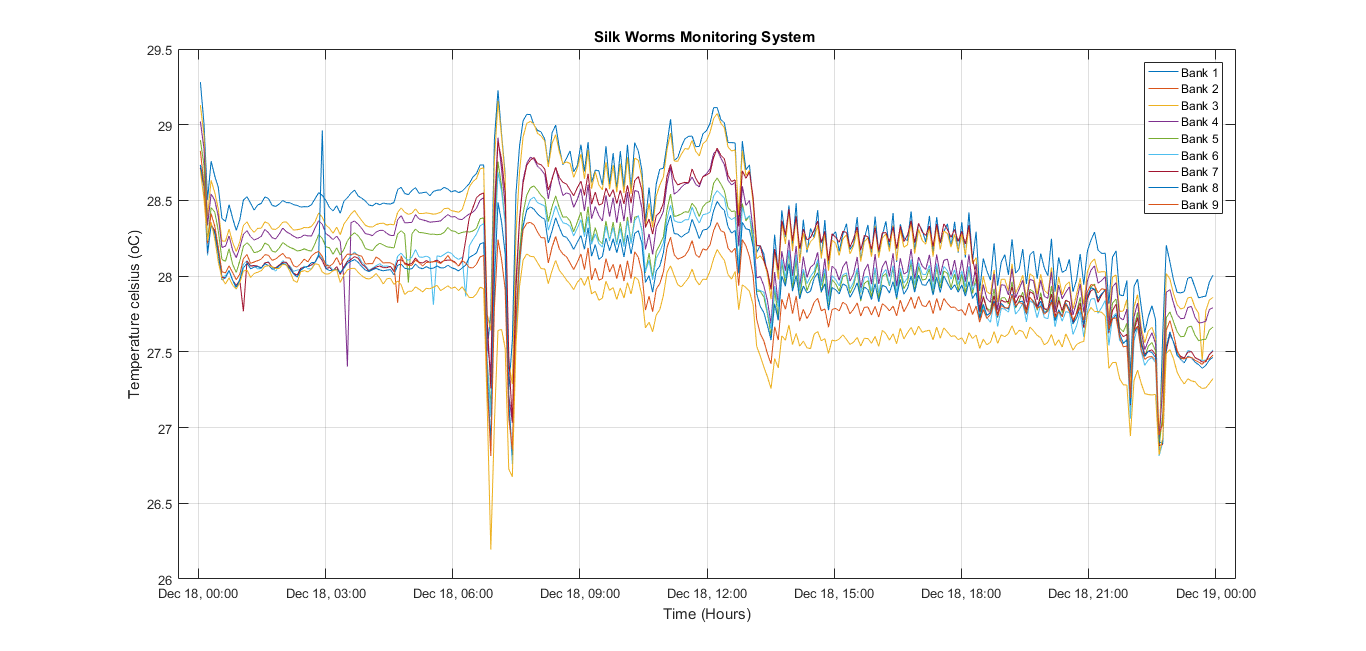 Silk Worms Monitoring System
29.5
29
28.5
28
27.5
27
26.5
26
Temperature celsius (oC)
Bank 1
Bank 2
Bank 3
Bank 4
Bank 5
Bank 6
Bank 7
Bank 8
Bank 9
Dec 18, 00:00 Dec 18, 03:00 Dec 18, 06:00 Dec 18, 09:00 Dec 18, 12:00 Dec 18, 15:00 Dec 18, 18:00 Dec 18, 21:00 Dec 19, 00:00
Time (Hours)